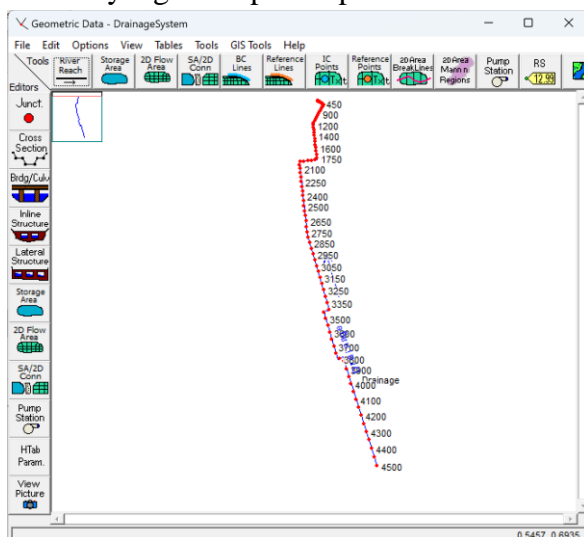 Geometric Data - DrainageSystem
File Edit Options View Tables Tools GIS Tools Help
Tools River Reach Storage Area 2D Flow Area SA/2D Conn BC Lines Reference Lines IC Points Reference Points 2D Area BreakLines 2D Area Mann n Regions Pump Station RS
12.99
Editors
Junct.
Cross Section
Brdg/Culv
Inline Structure
Lateral Structure
Storage Area
2D Flow Area
SA/2D Conn
Pump Station
HTab Param.
View Picture
450
900
1200
1400
1600
1750
2100
2250
2400
2500
2650
2750
2850
2950
3050
3150
3250
3350
3500
3600
3700
3800
3900
Drainage
4000
4100
4200
4300
4400
4500
0.5457, 0.6935